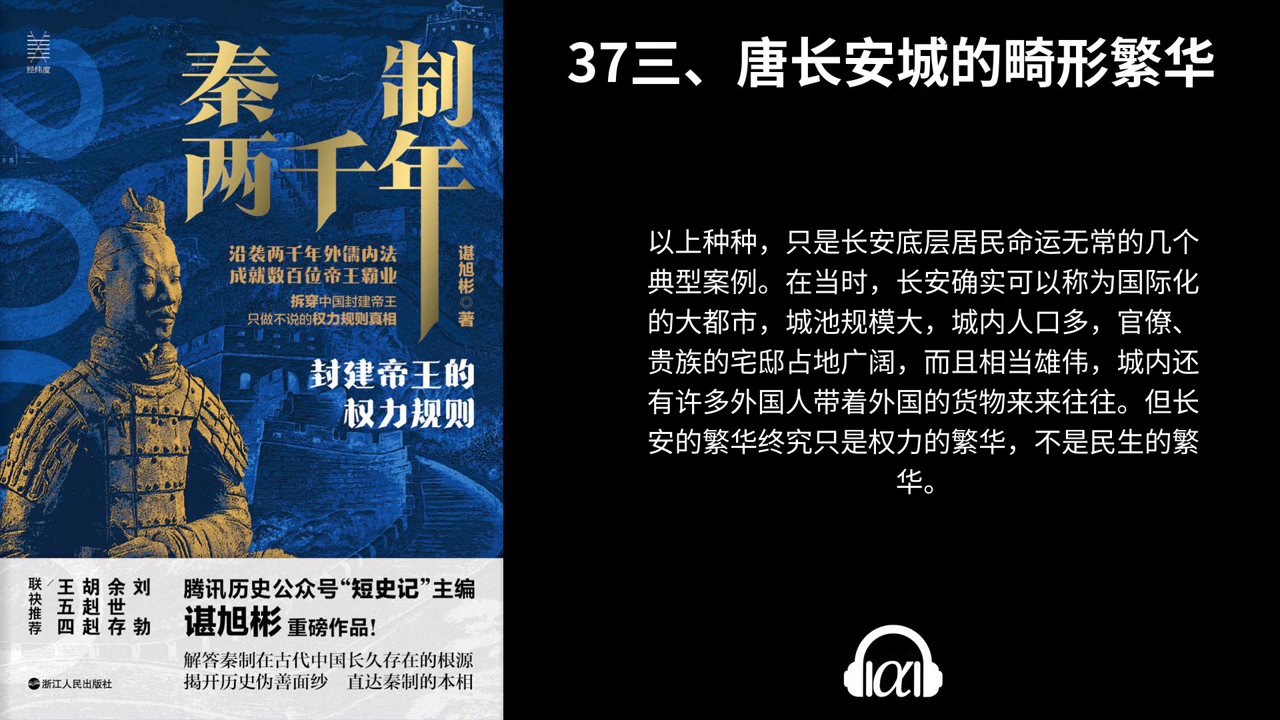 经纬度
秦制
两千年
沿袭两千年外儒内法
成就数百位帝王霸业
拆穿中国封建帝王
只做不说的权力规则真相
谌旭彬◎著
封建帝王的
权力规则
联袂推荐
王五四
胡赳赳
余世存
刘勃
腾讯历史公众号“短史记”主编
谌旭彬 重磅作品!
解答秦制在古代中国长久存在的根源
揭开历史伪善面纱 直达秦制的本相
浙江人民出版社
37三、唐长安城的畸形繁华
以上种种，只是长安底层居民命运无常的几个
典型案例。在当时，长安确实可以称为国际化
的大都市，城池规模大，城内人口多，官僚、
贵族的宅邸占地广阔，而且相当雄伟，城内还
有许多外国人带着外国的货物来来往往。但长
安的繁华终究只是权力的繁华，不是民生的繁
华。